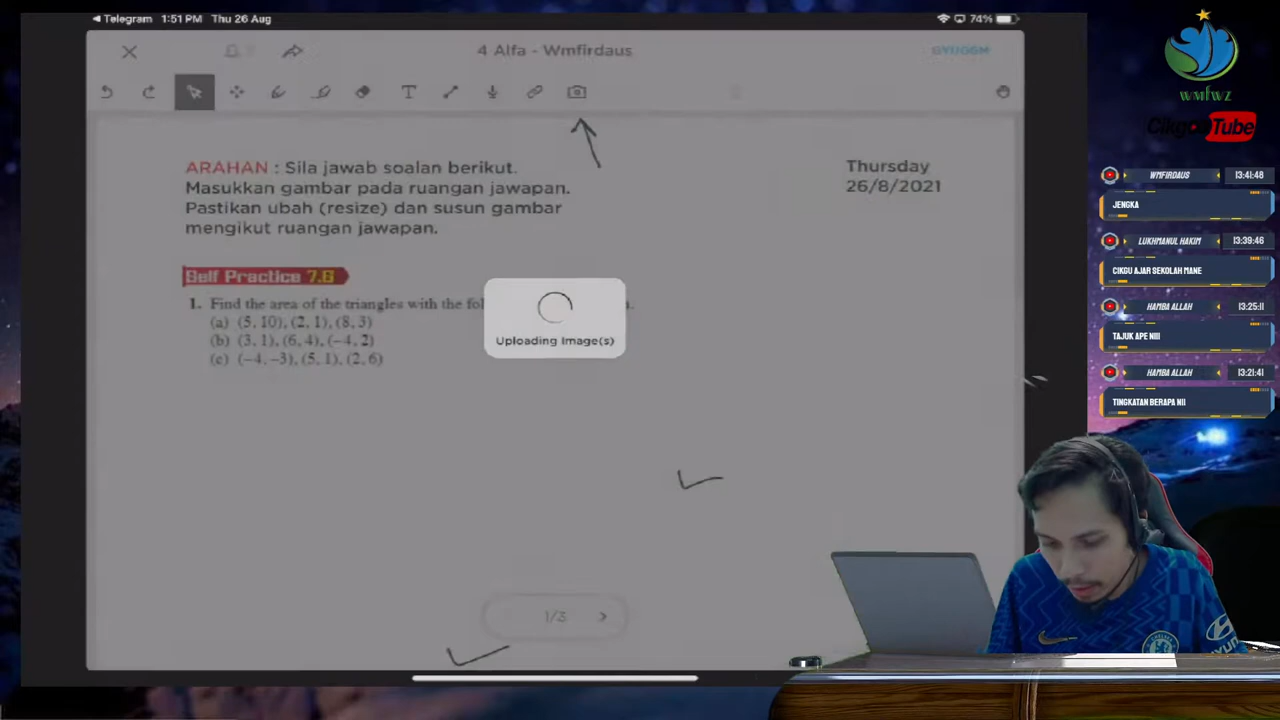 Telegram 1:51 PM Thu 26 Aug
74%
4 Alfa - Wmfirdaus
ARAHAN : Sila jawab soalan berikut.
Masukkan gambar pada ruangan jawapan.
Pastikan ubah (resize) dan susun gambar
mengikut ruangan jawapan.
Thursday
26/8/2021
Self Practice 7.6
1. Find the area of the triangles with the fol
(a) (5, 10), (2, 1), (8, 3)
(b) (3, 1), (6, 4), (−4, 2)
(c) (−4, −3), (5, 1), (2, 6)
Uploading Image(s)
1/3
wmfwz
CikgooTube
WMFIRDAUS 13:41:48
JENGKA
LUKHMANUL HAKIM 13:39:46
CIKGU AJAR SEKOLAH MANE
HAMBA ALLAH 13:25:11
TAJUK APE NIII
HAMBA ALLAH 13:21:41
TINGKATAN BERAPA NII
CHELSEA
HYUN